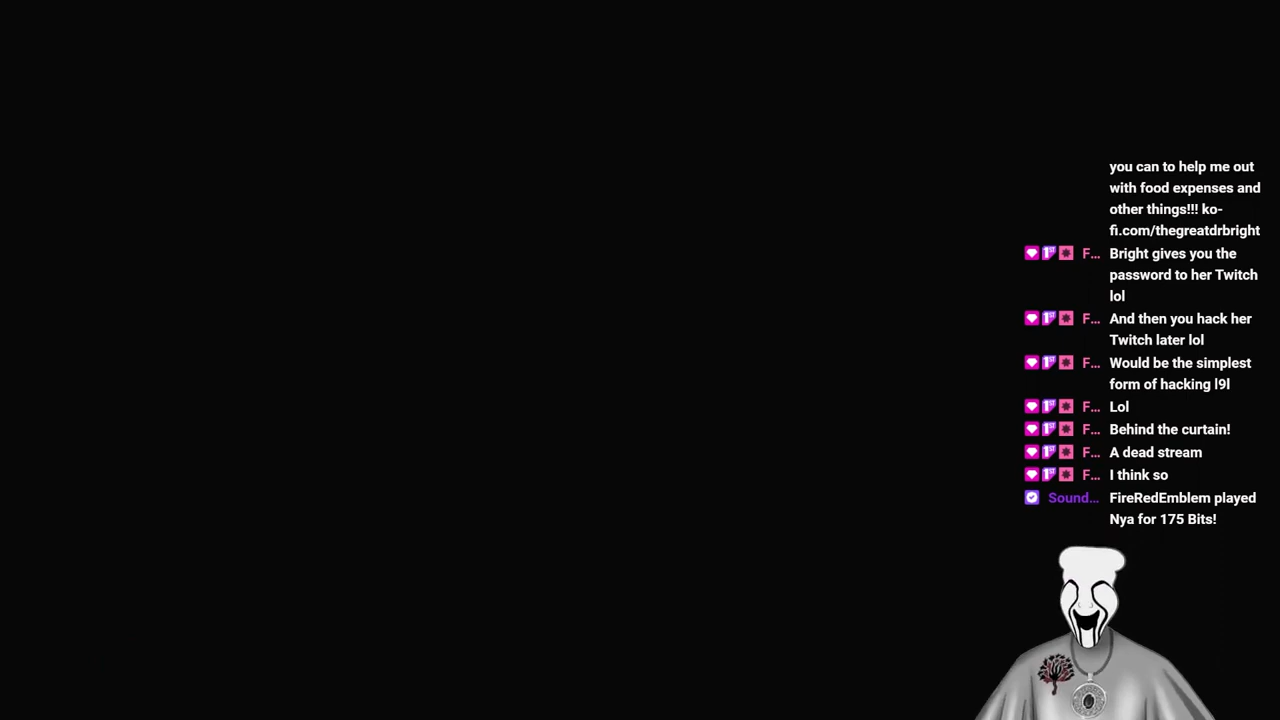 you can to help me out
with food expenses and
other things!!! ko-
fi.com/thegreatdrbright
F... Bright gives you the
password to her Twitch
lol
F... And then you hack her
Twitch later lol
F... Would be the simplest
form of hacking l9l
F... Lol
F... Behind the curtain!
F... A dead stream
F... I think so
Sound... FireRedEmblem played
Nya for 175 Bits!